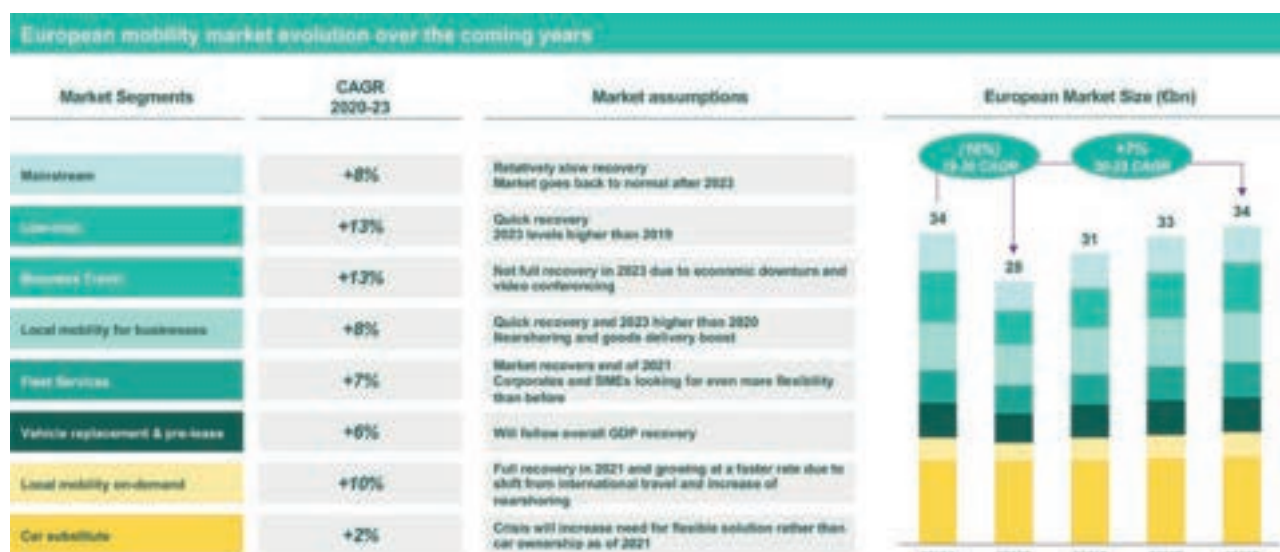 European mobility market evolution over the coming years
Market Segments
CAGR
2020-23
Market assumptions
European Market Size (€bn)
Mainstream
+8%
Relatively slow recovery
Market goes back to normal after 2023
+13%
Quick recovery
2023 levels higher than 2019
Business Travel
+13%
Not full recovery in 2023 due to economic downturn and
video conferencing
Local mobility for businesses
+8%
Quick recovery and 2023 higher than 2020
Nearshoring and goods delivery boost
Fleet Services
+7%
Market recovers end of 2021
Corporates and SMEs looking for even more flexibility
than before
Vehicle replacement & pre-lease
+6%
Will follow overall GDP recovery
Local mobility on-demand
+10%
Full recovery in 2021 and growing at a faster rate due to
shift from international travel and increase of
nearshoring
Car substitute
+2%
Crisis will increase need for flexible solution rather than
car ownership as of 2021
CAGR
+7%
CAGR
34
31
33
34